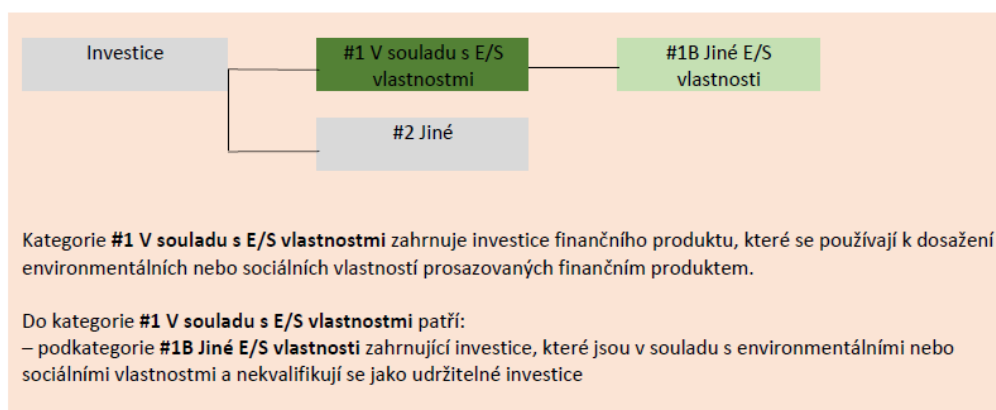 Investice
#1 V souladu s E/S
vlastnostmi
#1B Jiné E/S
vlastnosti
#2 Jiné
Kategorie #1 V souladu s E/S vlastnostmi zahrnuje investice finančního produktu, které se používají k dosažení
environmentálních nebo sociálních vlastností prosazovaných finančním produktem.
Do kategorie #1 V souladu s E/S vlastnostmi patří:
– podkategorie #1B Jiné E/S vlastnosti zahrnující investice, které jsou v souladu s environmentálními nebo
sociálními vlastnostmi a nekvalifikují se jako udržitelné investice